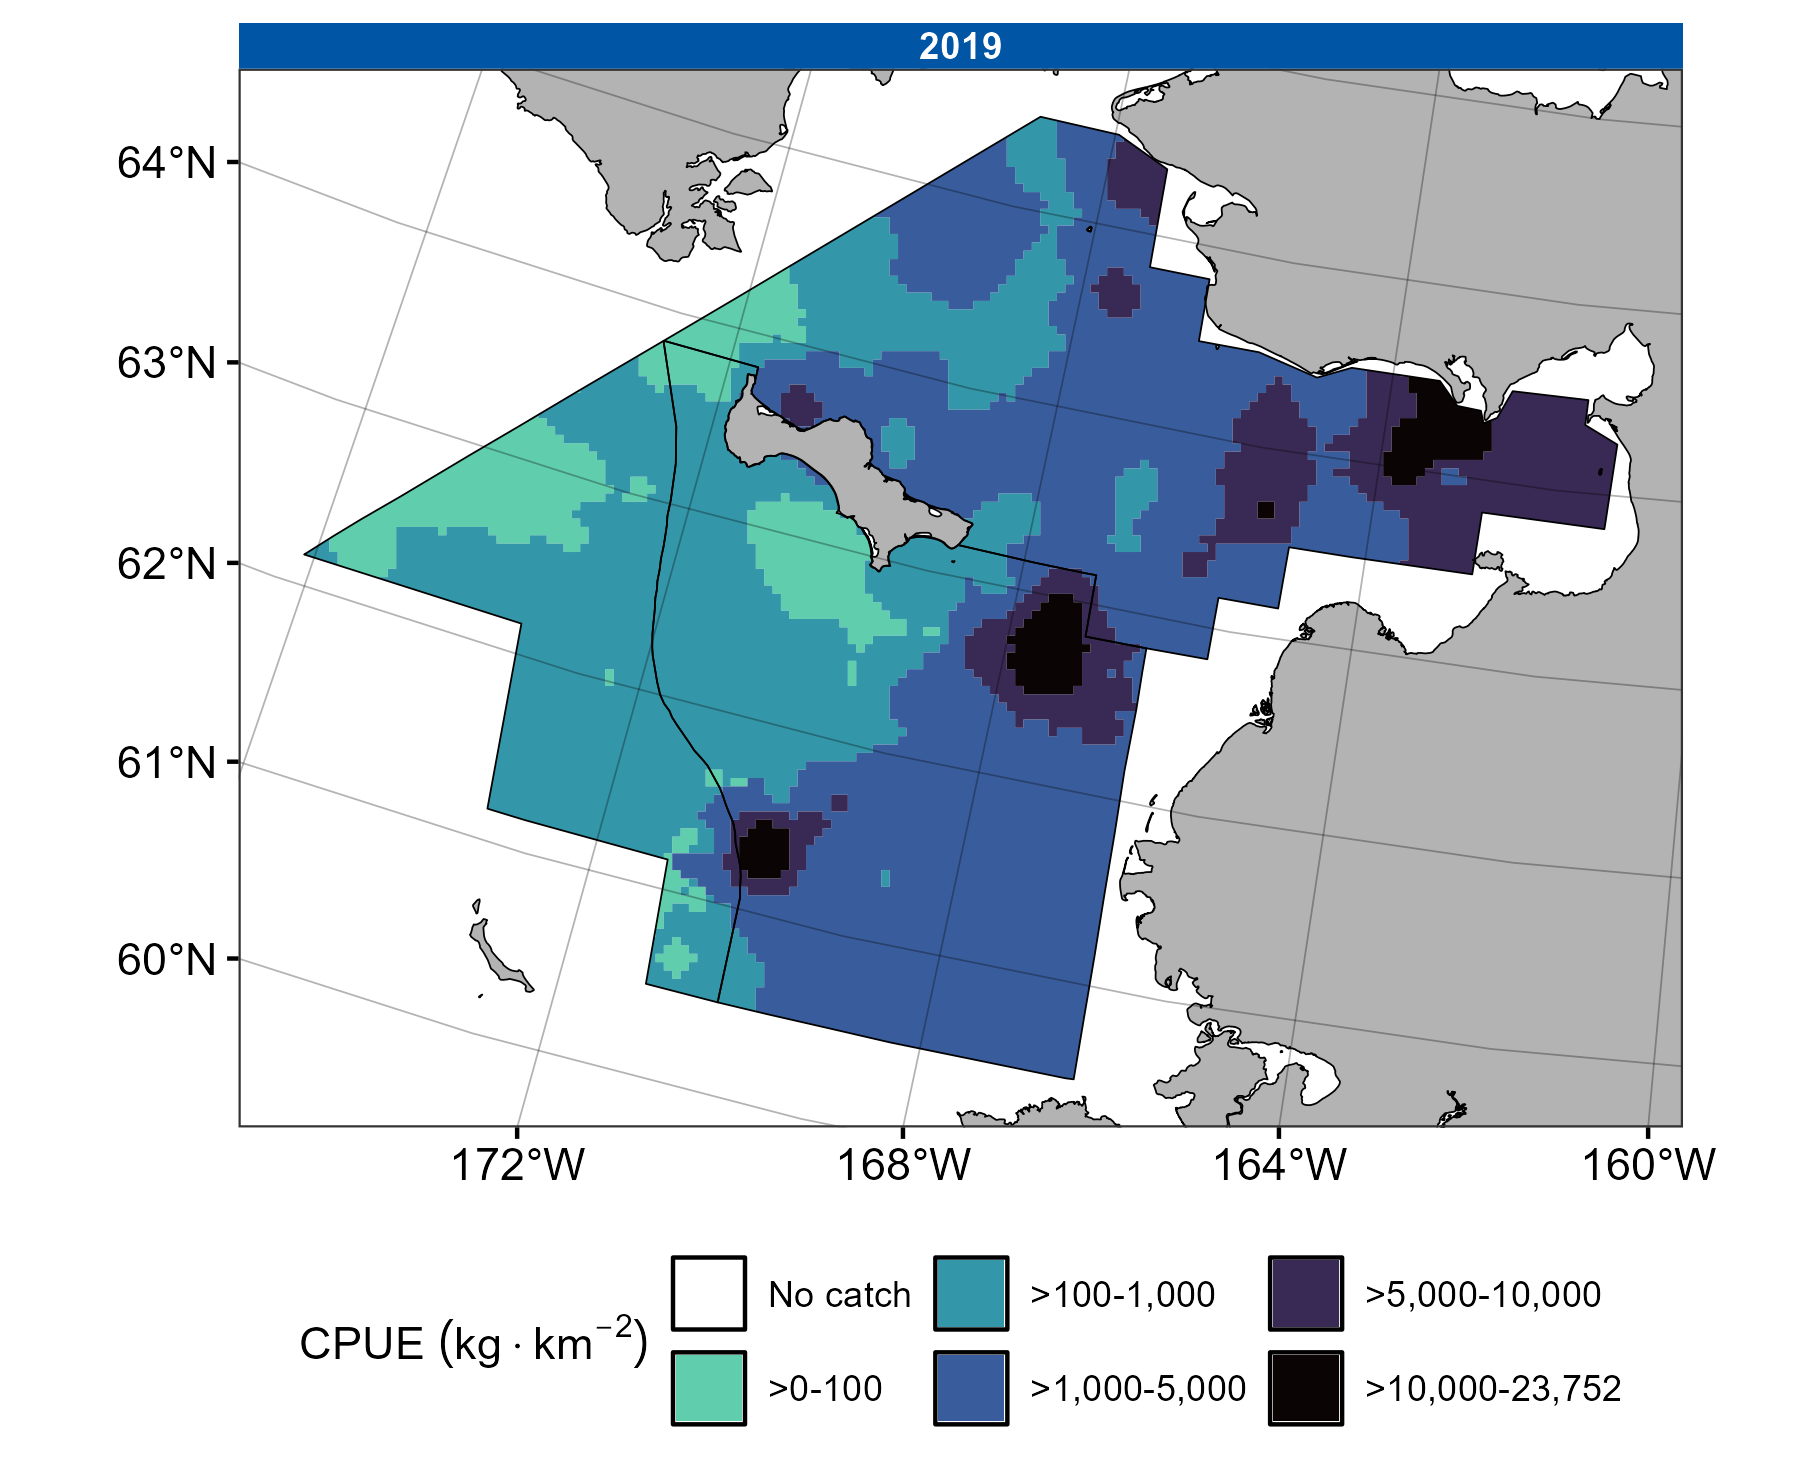 2019
64°N
63°N
62°N
61°N
60°N
172°W 168°W 164°W 160°W
CPUE (kg · km⁻²)
No catch >100-1,000 >5,000-10,000
>0-100 >1,000-5,000 >10,000-23,752